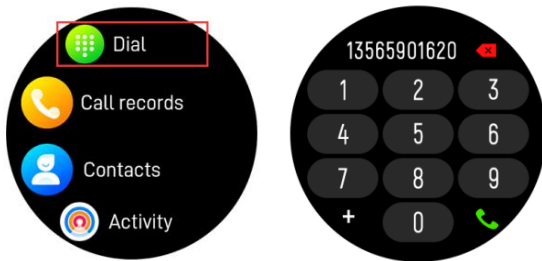 Dial
Call records
Contacts
Activity
13565901620
1 2 3
4 5 6
7 8 9
+ 0